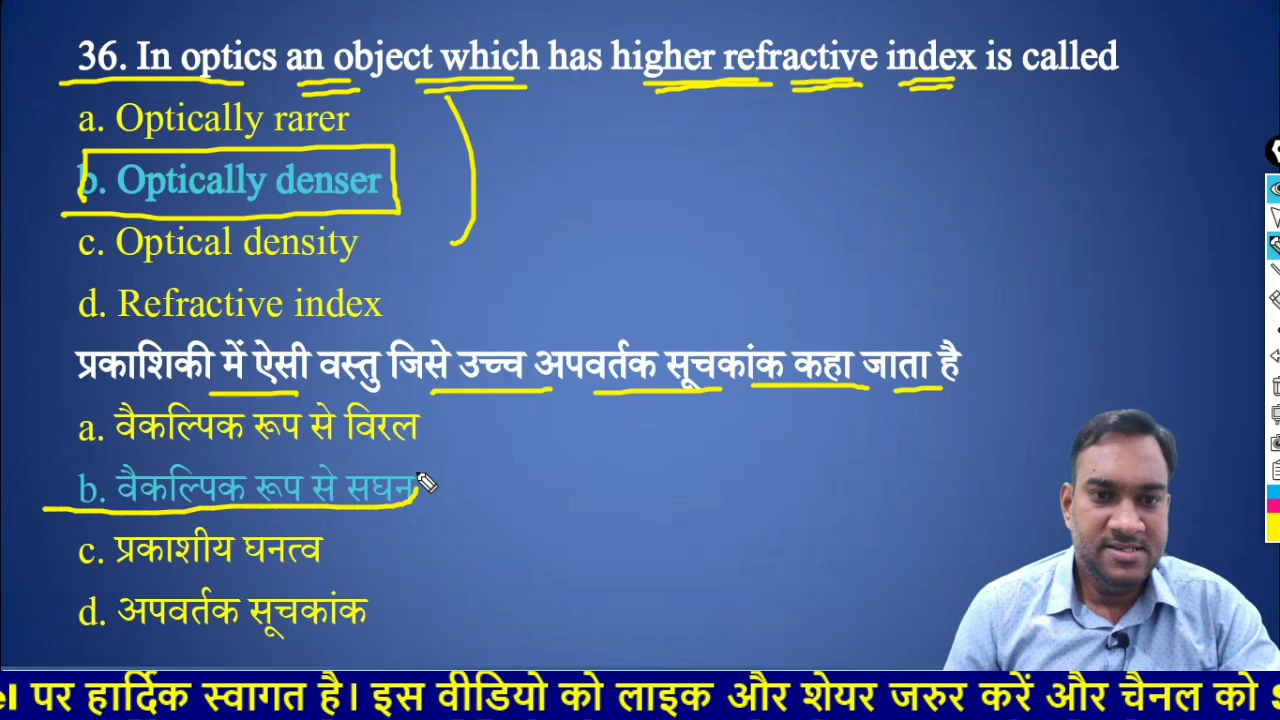 36. In optics an object which has higher refractive index is called
a. Optically rarer
b. Optically denser
c. Optical density
d. Refractive index
प्रकाशिकी में ऐसी वस्तु जिसे उच्च अपवर्तक सूचकांक कहा जाता है
a. वैकल्पिक रूप से विरल
b. वैकल्पिक रूप से सघन
c. प्रकाशीय घनत्व
d. अपवर्तक सूचकांक
पर हार्दिक स्वागत है। इस वीडियो को लाइक और शेयर जरुर करें और चैनल को